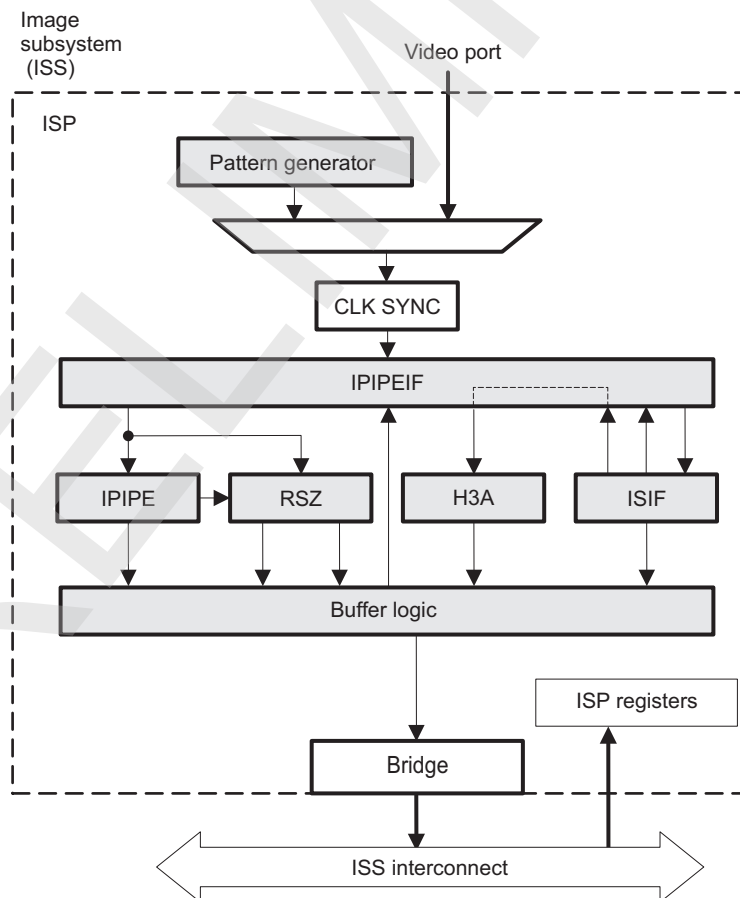 Image
subsystem
(ISS)
Video port
ISP
Pattern generator
CLK SYNC
IPIPEIF
IPIPE
RSZ
H3A
ISIF
Buffer logic
ISP registers
Bridge
ISS interconnect